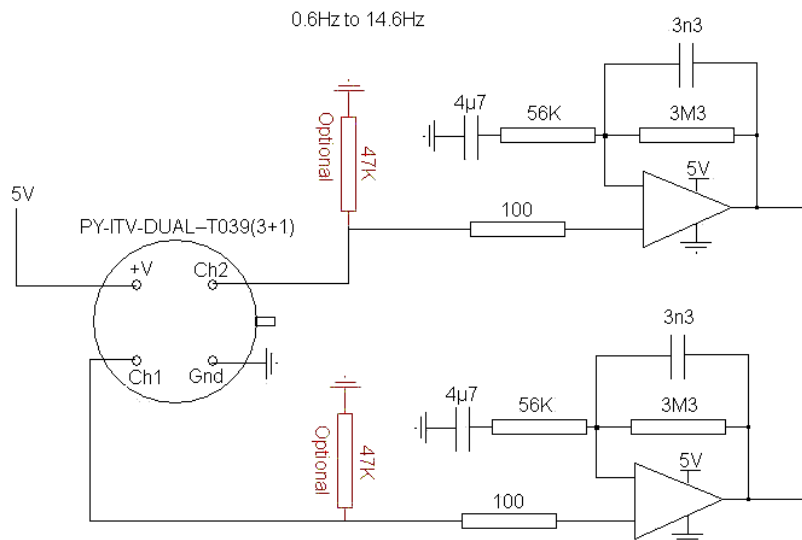 0.6Hz to 14.6Hz
3n3
4µ7
56K
3M3
47K
Optional
5V
5V
PY-ITV-DUAL–T039(3+1)
100
+V
Ch2
Ch1
Gnd
3n3
4µ7
56K
3M3
47K
Optional
5V
100